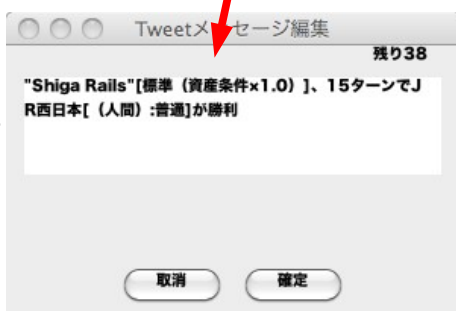 Tweetメッセージ編集
残り38
"Shiga Rails"[標準（資産条件×1.0）]、15ターンでJ
R西日本[（人間）:普通]が勝利
取消 確定